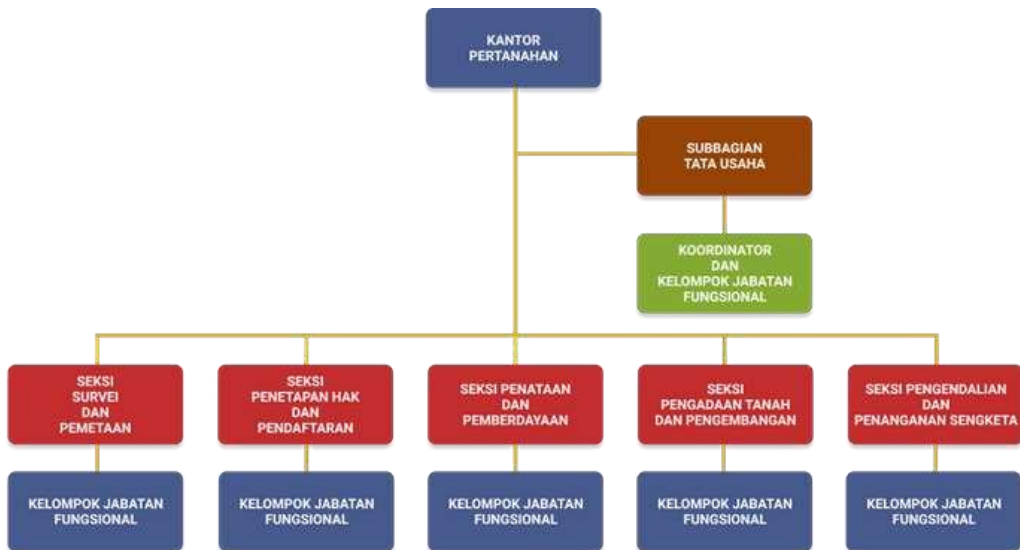 KANTOR
PERTANAHAN
SUBBAGIAN
TATA USAHA
KOORDINATOR
DAN
KELOMPOK JABATAN
FUNGSIONAL
SEKSI
SURVEI
DAN
PEMETAAN
SEKSI
PENETAPAN HAK
DAN
PENDAFTARAN
SEKSI PENATAAN
DAN
PEMBERDAYAAN
SEKSI
PENGADAAN TANAH
DAN PENGEMBANGAN
SEKSI PENGENDALIAN
DAN
PENANGANAN SENGKETA
KELOMPOK JABATAN
FUNGSIONAL
KELOMPOK JABATAN
FUNGSIONAL
KELOMPOK JABATAN
FUNGSIONAL
KELOMPOK JABATAN
FUNGSIONAL
KELOMPOK JABATAN
FUNGSIONAL